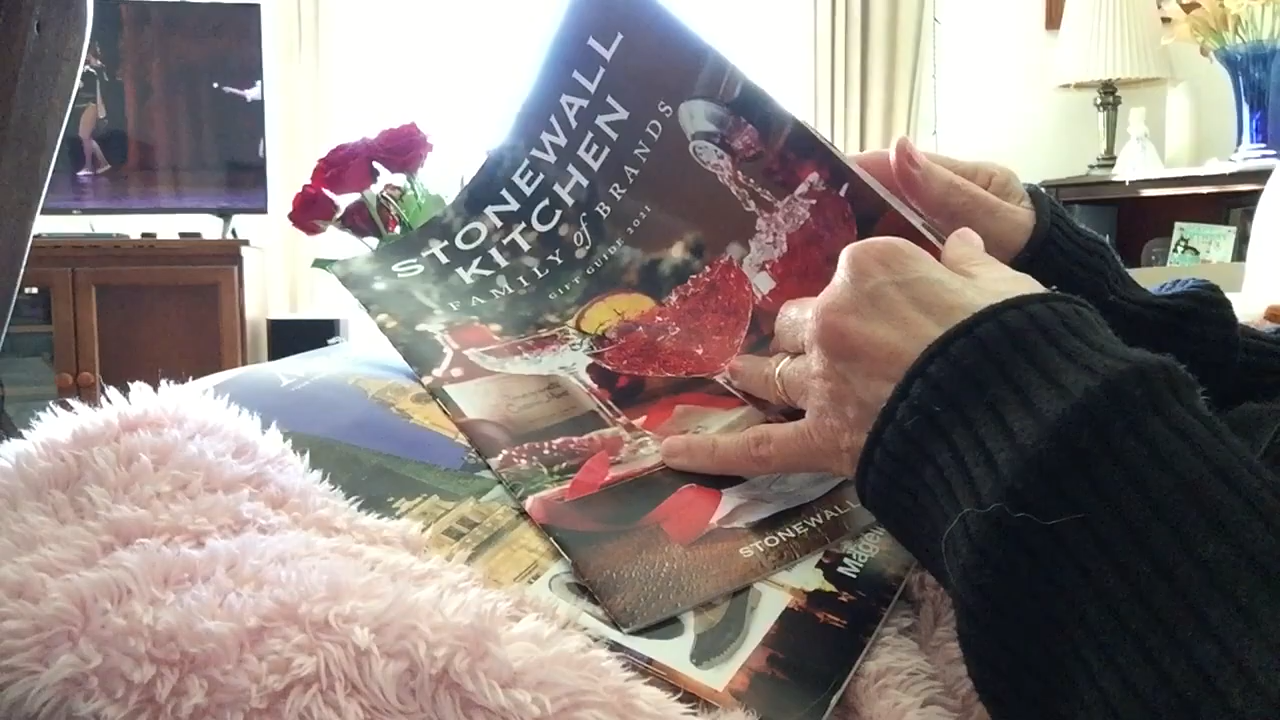 STONEWALL
KITCHEN
FAMILY of BRANDS
GIFT GUIDE 2021
STONEWALL